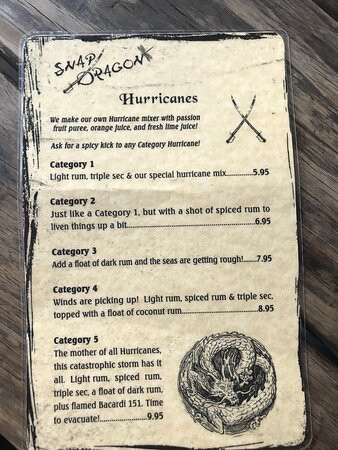 SNAP
DRAGON
Hurricanes
We make our own Hurricane mixer with passion
fruit puree, orange juice, and fresh lime juice!
Ask for a spicy kick to any Category Hurricane!
Category 1
Light rum, triple sec & our special hurricane mix..............5.95
Category 2
Just like a Category 1, but with a shot of spiced rum to
liven things up a bit.............................................6.95
Category 3
Add a float of dark rum and the seas are getting rough!......7.95
Category 4
Winds are picking up! Light rum, spiced rum & triple sec,
topped with a float of coconut rum...........................8.95
Category 5
The mother of all Hurricanes,
this catastrophic storm has it
all. Light rum, spiced rum,
triple sec, a float of dark rum,
plus flamed Bacardi 151. Time
to evacuate!....................9.95